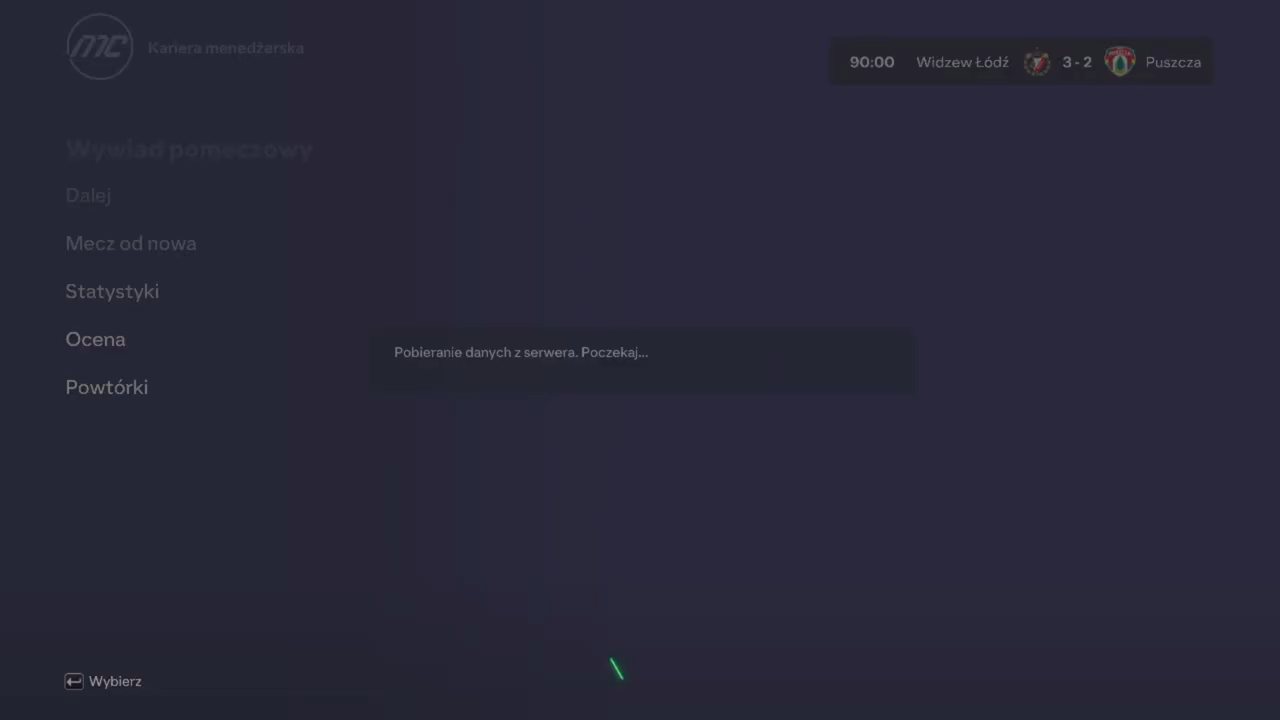 MC Kariera menedżerska
90:00 Widzew Łódź 3 - 2 Puszcza
Wywiad pomeczowy
Dalej
Mecz od nowa
Statystyki
Ocena
Powtórki
Pobieranie danych z serwera. Poczekaj...
Wybierz